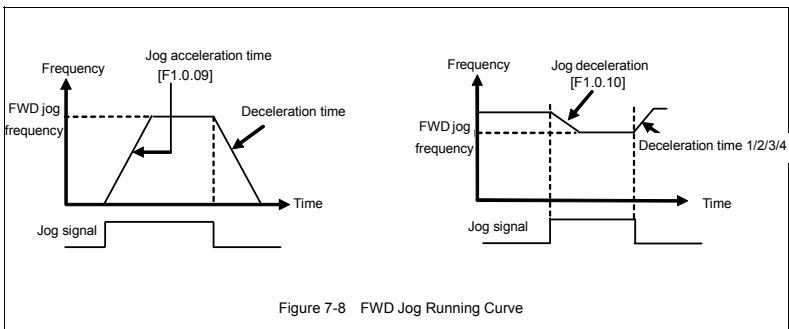 Jog acceleration time
[F1.0.09]
Frequency
FWD jog
frequency
Deceleration time
Time
Jog signal
Jog deceleration
[F1.0.10]
Frequency
FWD jog
frequency
Deceleration time 1/2/3/4
Time
Jog signal
Figure 7-8 FWD Jog Running Curve